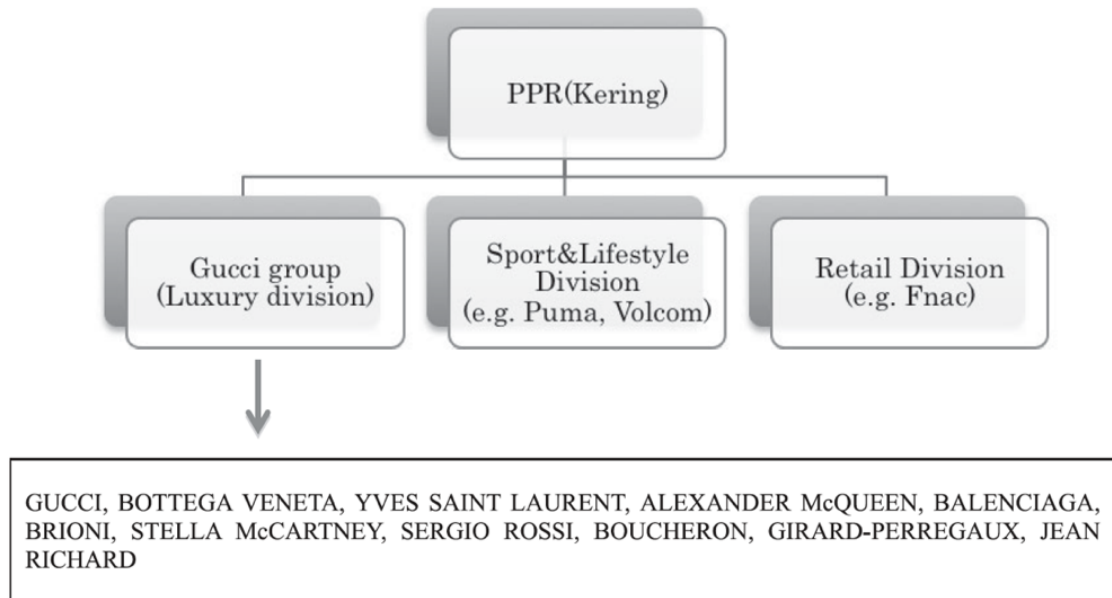 PPR(Kering)
Gucci group
(Luxury division)
Sport&Lifestyle
Division
(e.g. Puma, Volcom)
Retail Division
(e.g. Fnac)
GUCCI, BOTTEGA VENETA, YVES SAINT LAURENT, ALEXANDER McQUEEN, BALENCIAGA,
BRIONI, STELLA McCARTNEY, SERGIO ROSSI, BOUCHERON, GIRARD-PERREGAUX, JEAN
RICHARD